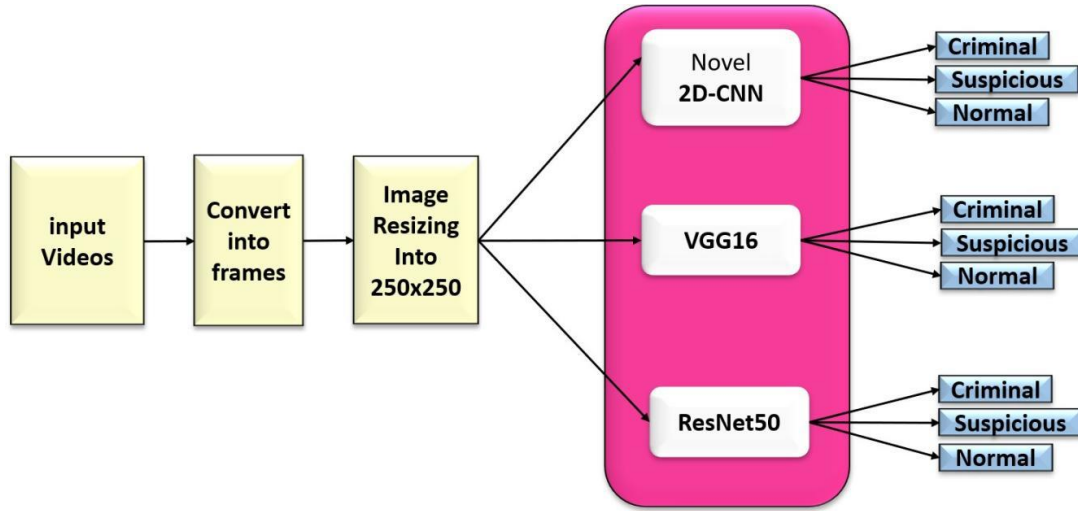 input
Videos
Convert
into
frames
Image
Resizing
Into
250x250
Novel
2D-CNN
Criminal
Suspicious
Normal
VGG16
Criminal
Suspicious
Normal
ResNet50
Criminal
Suspicious
Normal